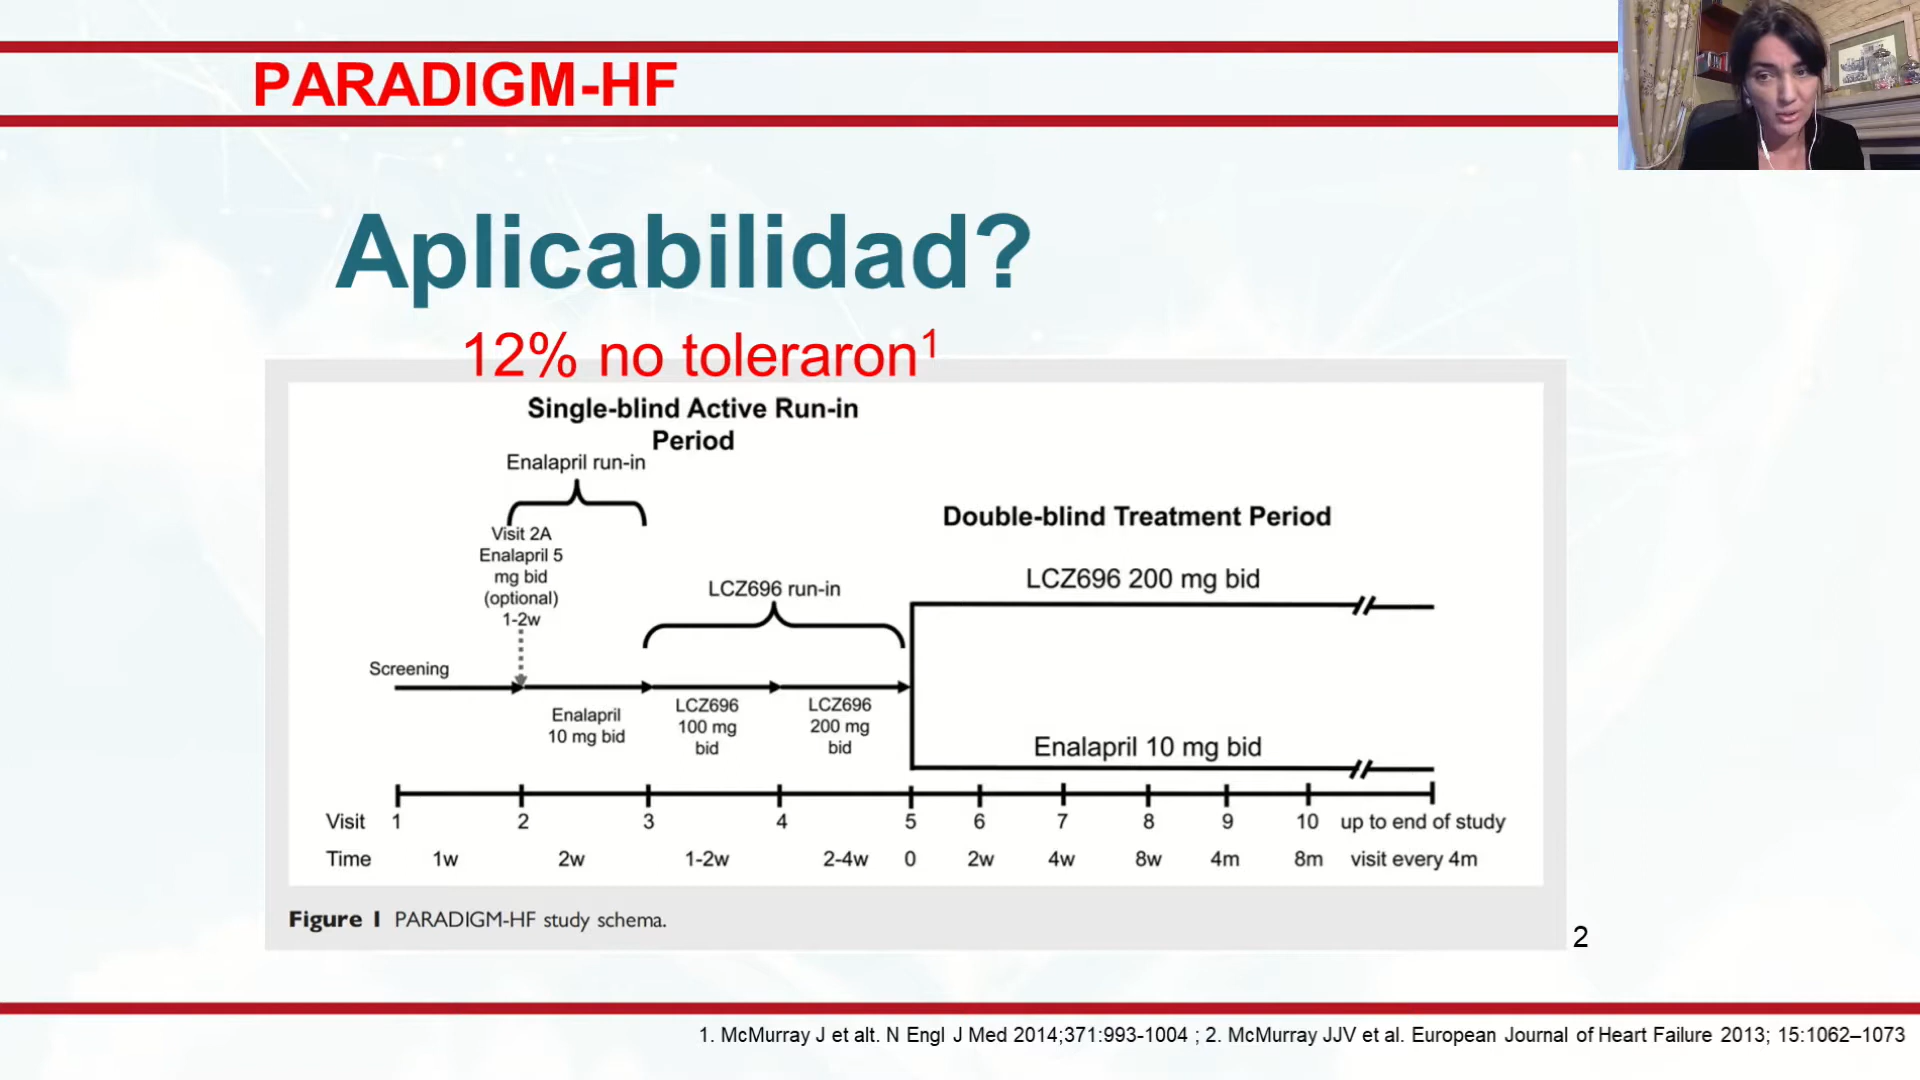 PARADIGM-HF
Aplicabilidad?
12% no toleraron¹
Single-blind Active Run-in
Period
Enalapril run-in
Visit 2A
Enalapril 5
mg bid
(optional)
1-2w
Double-blind Treatment Period
LCZ696 run-in
LCZ696 200 mg bid
Screening
Enalapril
10 mg bid
LCZ696
100 mg
bid
LCZ696
200 mg
bid
Enalapril 10 mg bid
Visit 1 2 3 4 5 6 7 8 9 10 up to end of study
Time 1w 2w 1-2w 2-4w 0 2w 4w 8w 4m 8m visit every 4m
Figure 1 PARADIGM-HF study schema.
2
1. McMurray J et alt. N Engl J Med 2014;371:993-1004 ; 2. McMurray JJV et al. European Journal of Heart Failure 2013; 15:1062–1073